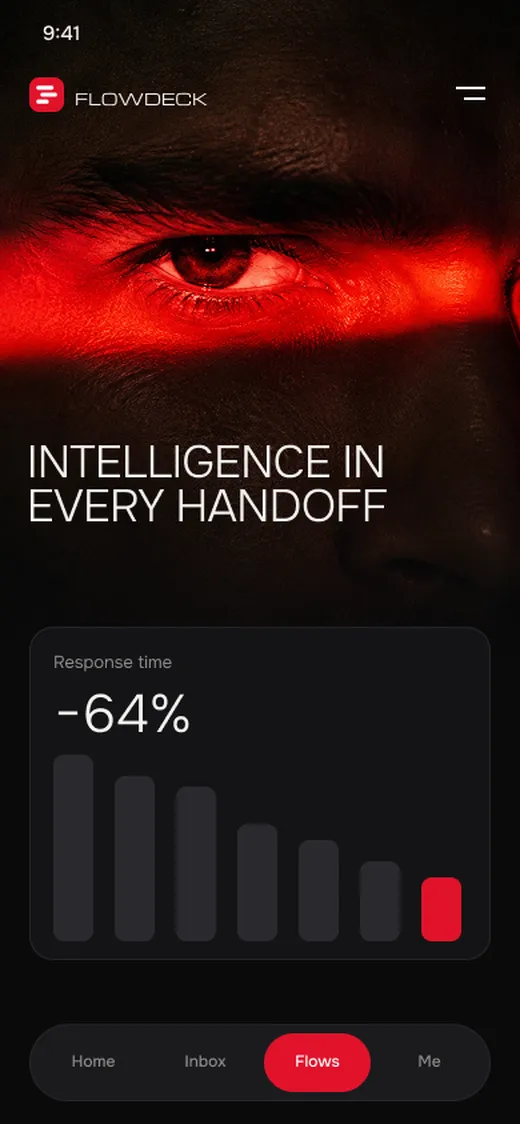 9:41
FLOWDECK
INTELLIGENCE IN
EVERY HANDOFF
Response time
-64%
Home Inbox Flows Me